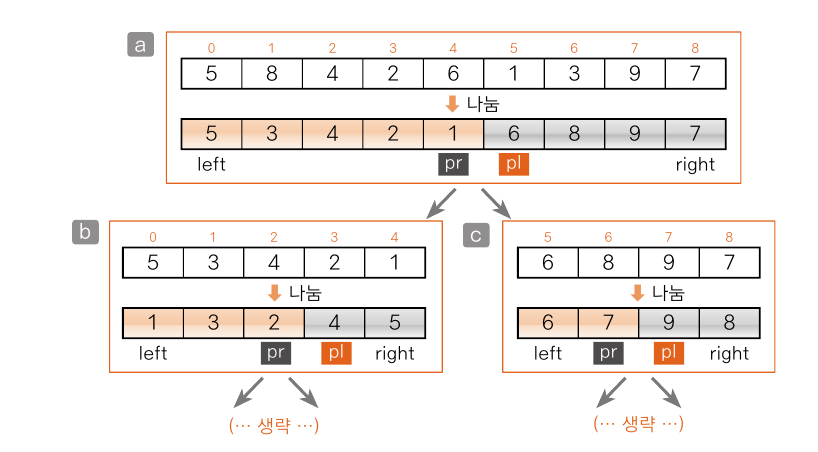 a
0 1 2 3 4 5 6 7 8
5 8 4 2 6 1 3 9 7
나눔
5 3 4 2 1 6 8 9 7
left pr pl right
b
0 1 2 3 4
5 3 4 2 1
나눔
1 3 2 4 5
left pr pl right
(… 생략 …)
c
5 6 7 8
6 8 9 7
나눔
6 7 9 8
left pr pl right
(… 생략 …)